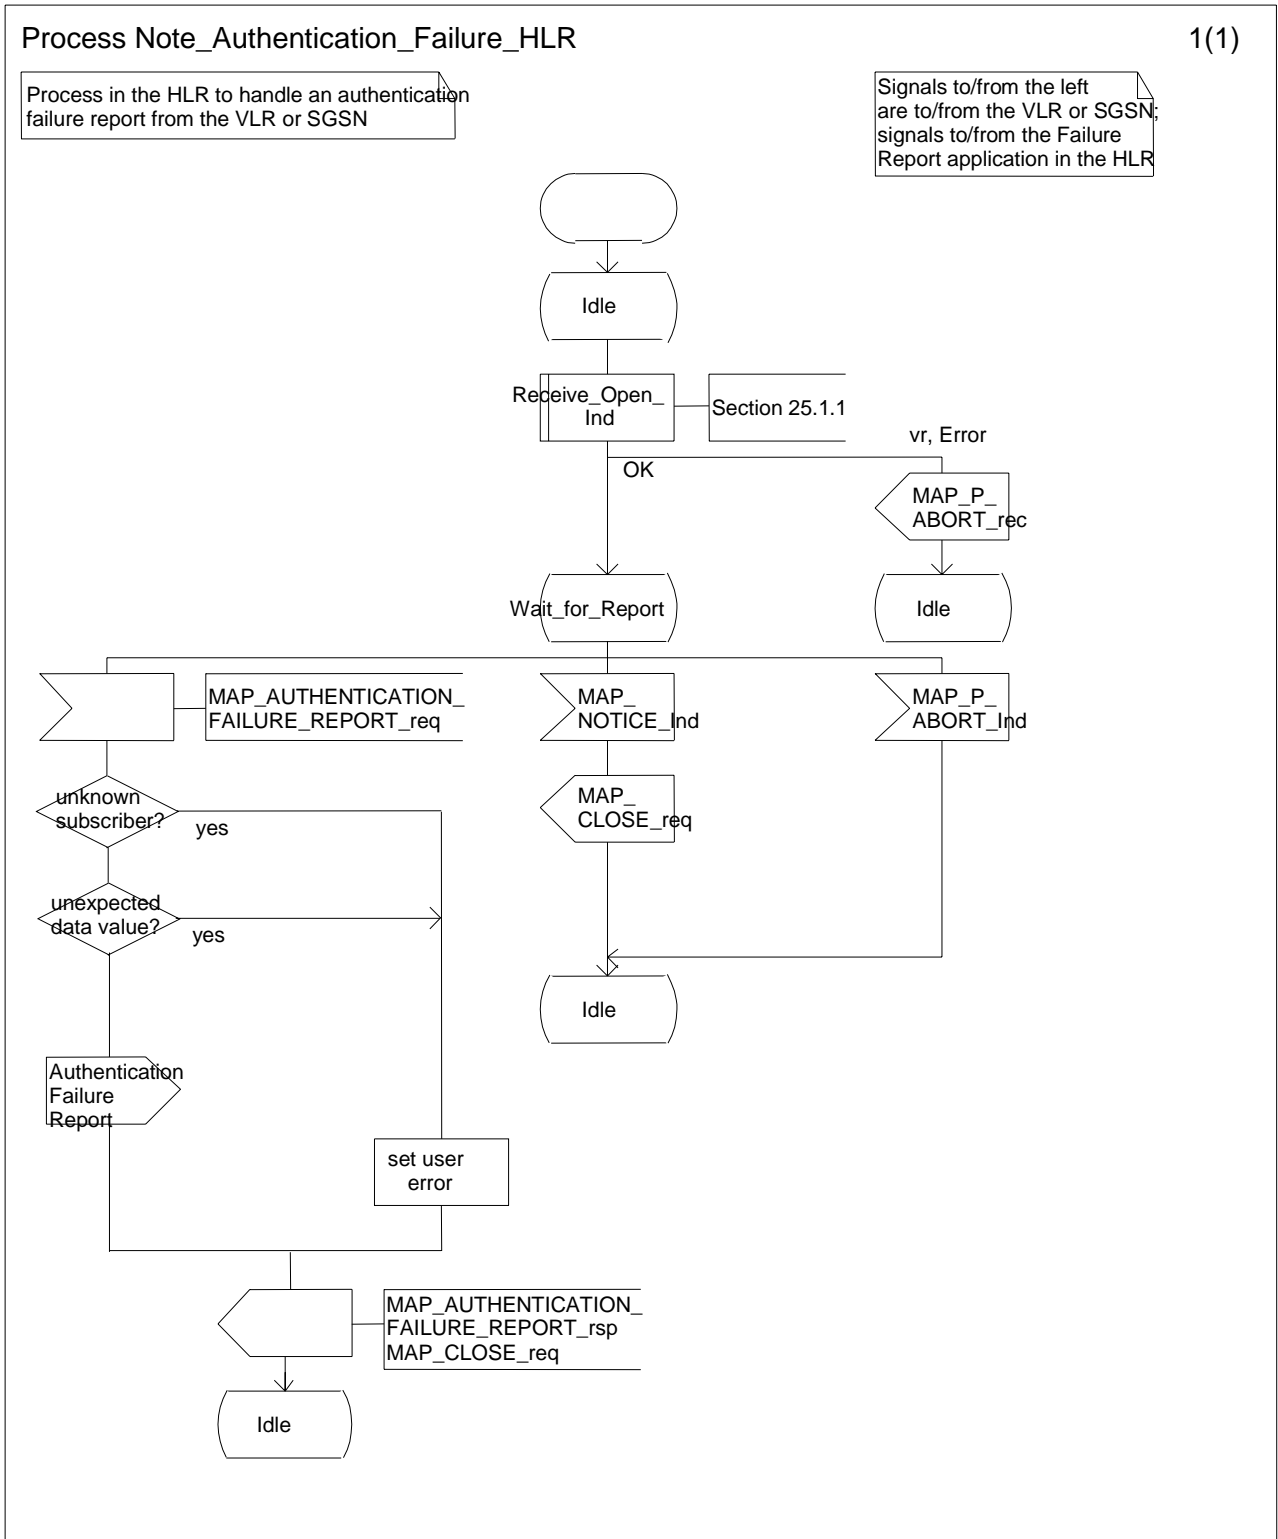 Process Note_Authentication_Failure_HLR
1(1)
Process in the HLR to handle an authentication
failure report from the VLR or SGSN
Signals to/from the left
are to/from the VLR or SGSN;
signals to/from the Failure
Report application in the HLR
Idle
Receive_Open_
Ind
Section 25.1.1
vr, Error
OK
MAP_P_
ABORT_rec
Wait_for_Report
Idle
MAP_AUTHENTICATION_
FAILURE_REPORT_req
MAP_
NOTICE_Ind
MAP_P_
ABORT_Ind
unknown
subscriber?
yes
MAP_
CLOSE_req
unexpected
data value?
yes
Idle
Authentication
Failure
Report
set user
error
MAP_AUTHENTICATION_
FAILURE_REPORT_rsp
MAP_CLOSE_req
Idle